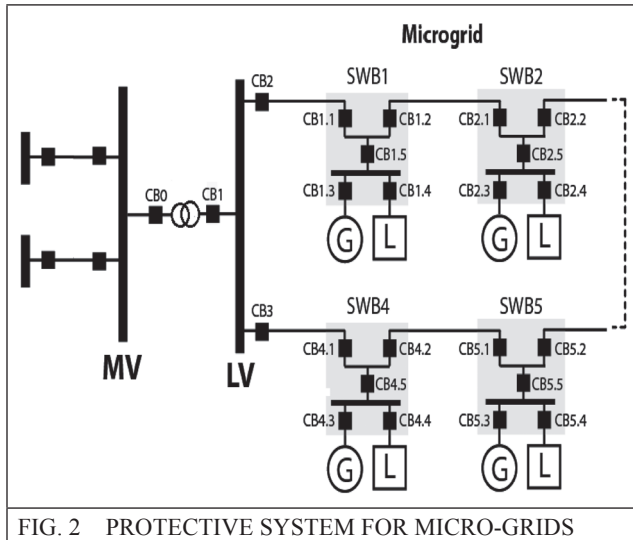 Microgrid
SWB1 SWB2
CB2
CB1.1 CB1.2 CB2.1 CB2.2
CB1.5 CB2.5
CB0 CB1
CB1.3 CB1.4 CB2.3 CB2.4
G L G L
CB3
SWB4 SWB5
MV LV
CB4.1 CB4.2 CB5.1 CB5.2
CB4.5 CB5.5
CB4.3 CB4.4 CB5.3 CB5.4
G L G L
FIG. 2 PROTECTIVE SYSTEM FOR MICRO-GRIDS